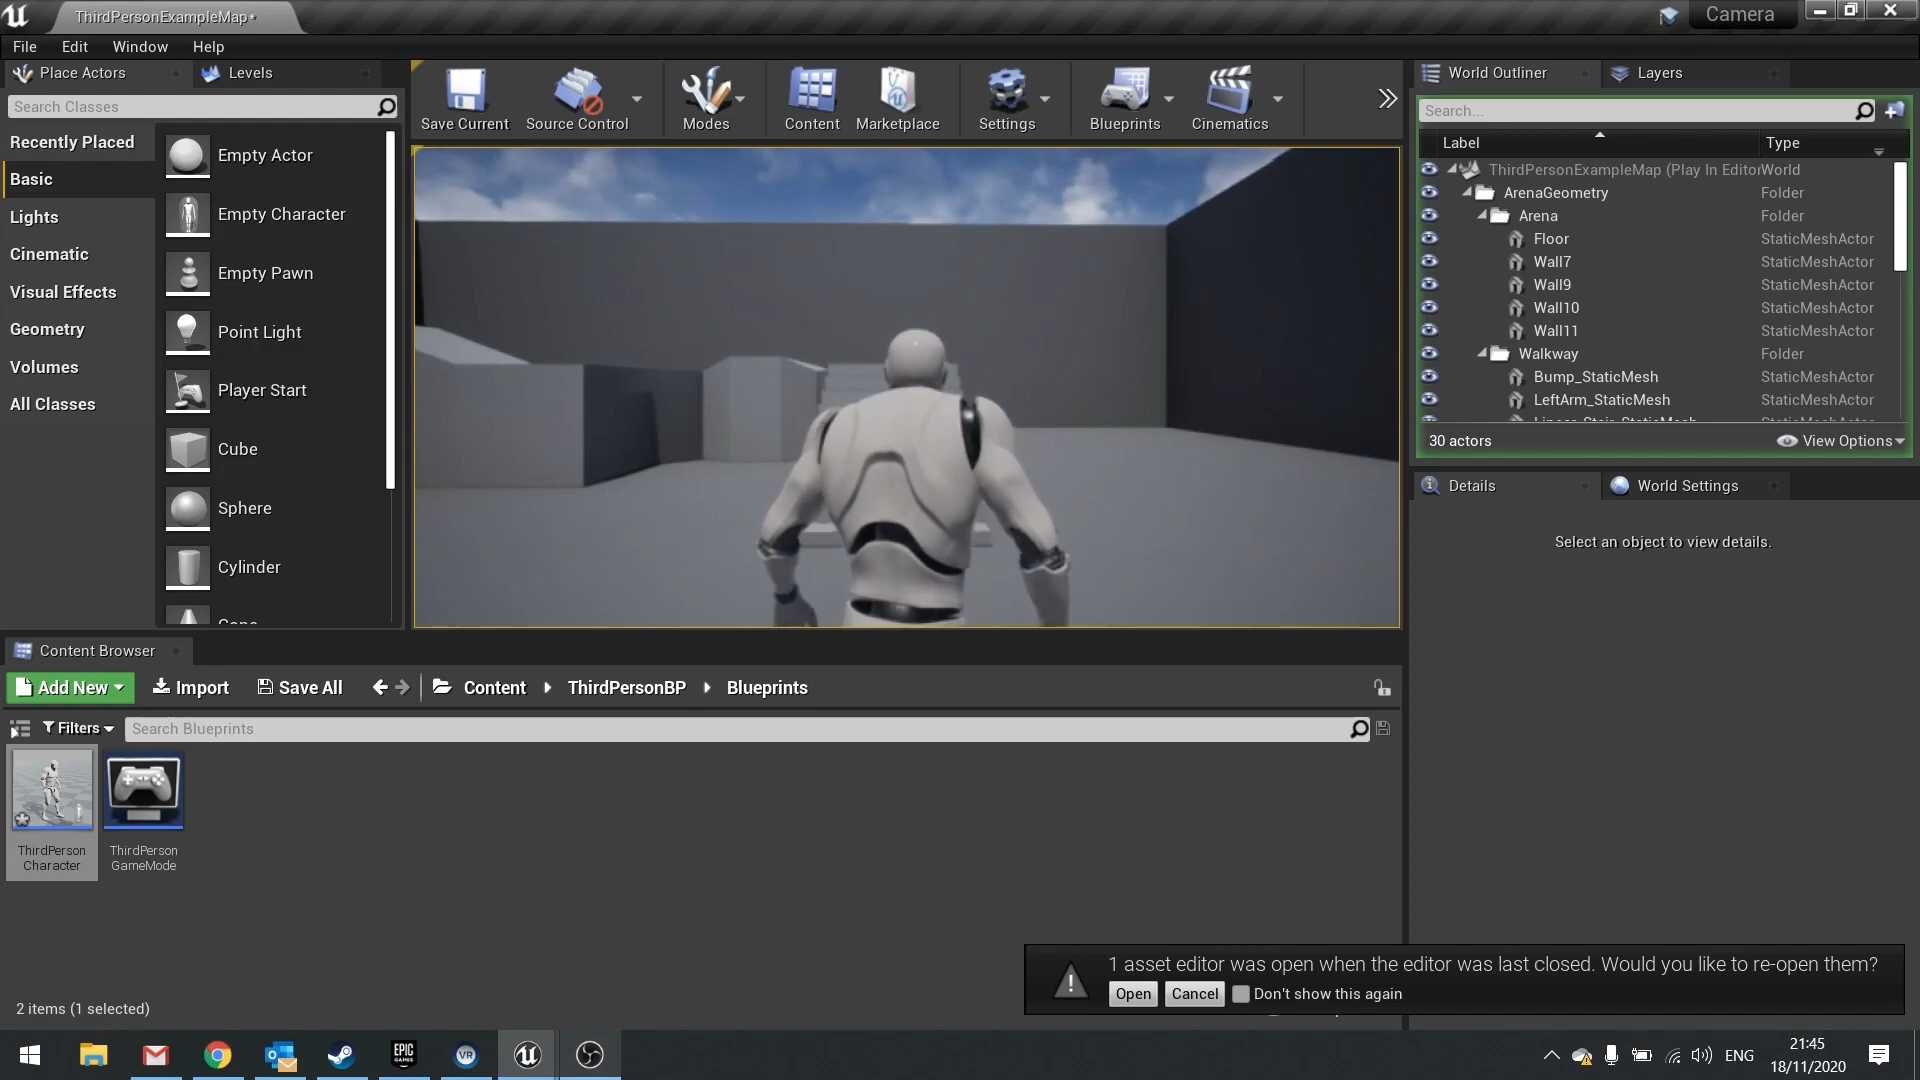 ThirdPersonExampleMap*
Camera
File Edit Window Help
Place Actors
Levels
Search Classes
Recently Placed
Basic
Lights
Cinematic
Visual Effects
Geometry
Volumes
All Classes
Empty Actor
Empty Character
Empty Pawn
Point Light
Player Start
Cube
Sphere
Cylinder
Save Current
Source Control
Modes
Content
Marketplace
Settings
Blueprints
Cinematics
World Outliner
Layers
Search...
Label Type
ThirdPersonExampleMap (Play In Editor World
ArenaGeometry Folder
Arena Folder
Floor StaticMeshActor
Wall7 StaticMeshActor
Wall9 StaticMeshActor
Wall10 StaticMeshActor
Wall11 StaticMeshActor
Walkway Folder
Bump_StaticMesh StaticMeshActor
LeftArm_StaticMesh StaticMeshActor
30 actors
View Options
Details
World Settings
Select an object to view details.
Content Browser
Add New Import Save All Content ThirdPersonBP Blueprints
Filters Search Blueprints
ThirdPerson
Character
ThirdPerson
GameMode
2 items (1 selected)
1 asset editor was open when the editor was last closed. Would you like to re-open them?
Open Cancel Don't show this again
EPIC
GAMES
VR
ENG
21:45
18/11/2020